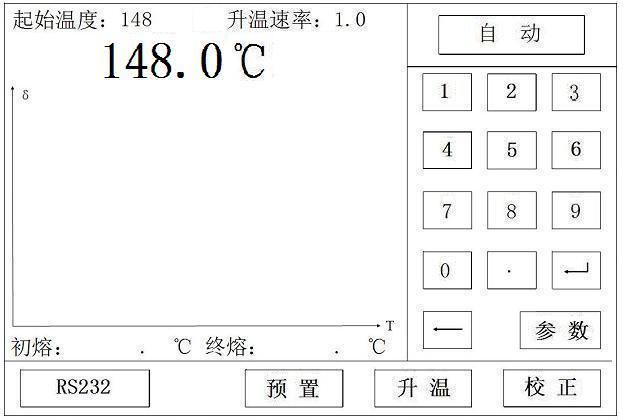 起始温度：148 升温速率：1.0
148.0℃
δ
T
初熔： . ℃ 终熔： . ℃
自 动
1 2 3
4 5 6
7 8 9
0 .
参 数
RS232 预 置 升 温 校 正